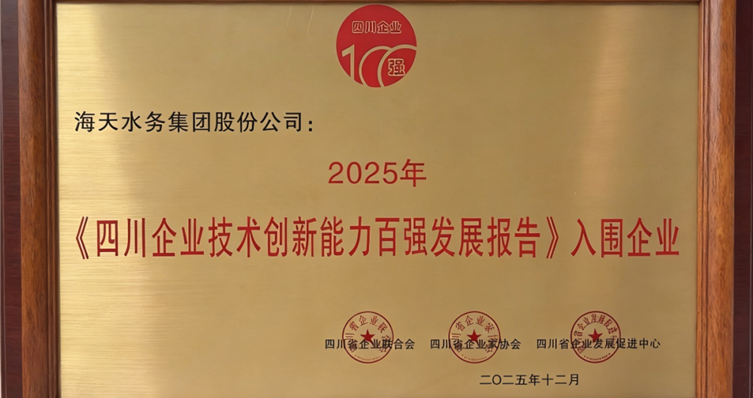 四川企业
100强
海天水务集团股份公司：
2025年
《四川企业技术创新能力百强发展报告》入围企业
四川省企业联合会 四川省企业家协会 四川省企业发展促进中心
二〇二五年十二月